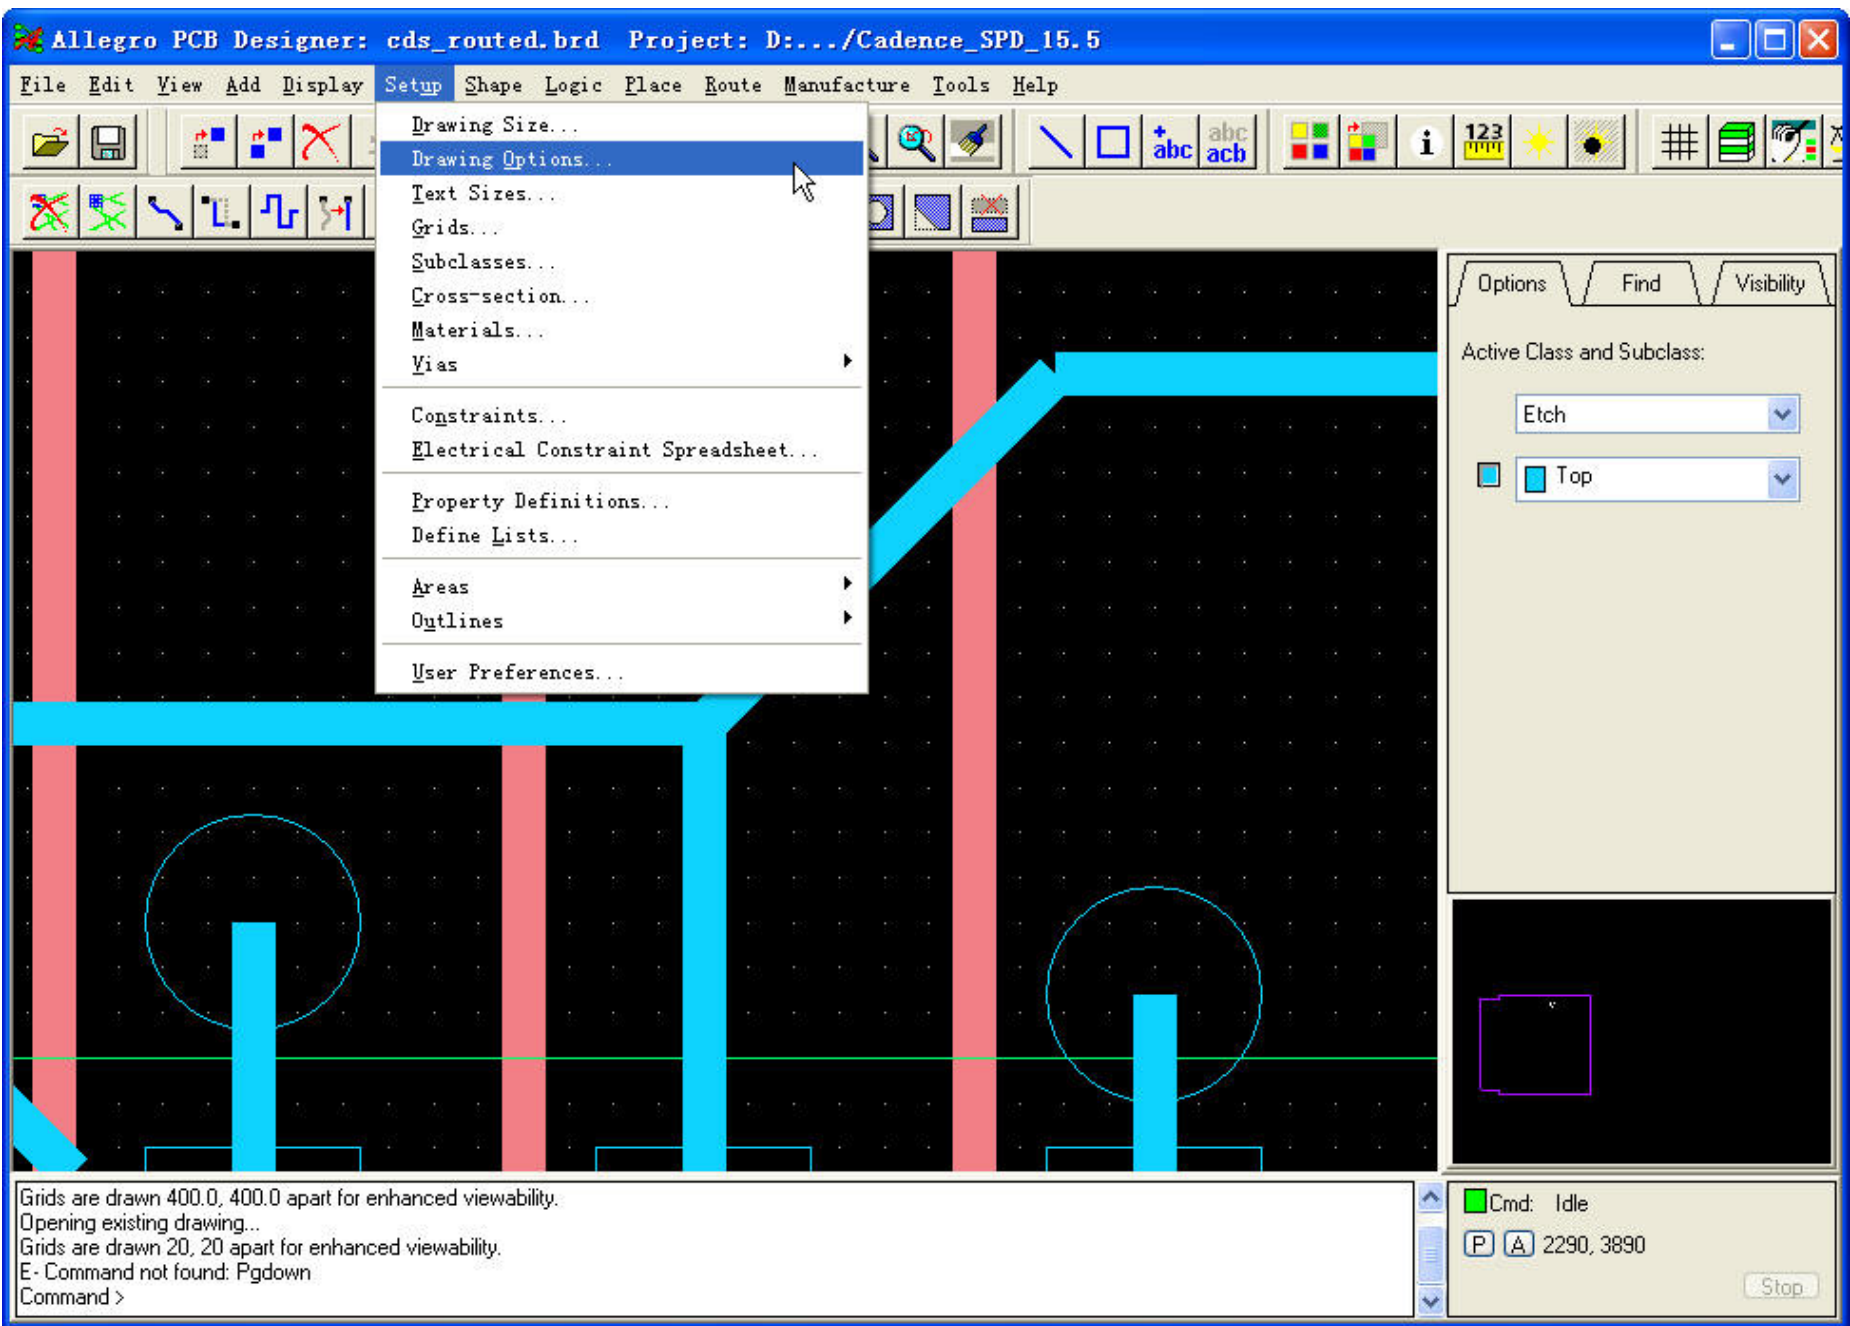 Allegro PCB Designer: cds_routed.brd Project: D:.../Cadence_SPD_15.5
File Edit View Add Display Setup Shape Logic Place Route Manufacture Tools Help
Drawing Size...
Drawing Options...
Text Sizes...
Grids...
Subclasses...
Cross-section...
Materials...
Vias
Constraints...
Electrical Constraint Spreadsheet...
Property Definitions...
Define Lists...
Areas
Outlines
User Preferences...
+abc
abc
acb
i
123
Options Find Visibility
Active Class and Subclass:
Etch
Top
Grids are drawn 400.0, 400.0 apart for enhanced viewability.
Opening existing drawing...
Grids are drawn 20, 20 apart for enhanced viewability.
E- Command not found: Pgdown
Command >
Cmd: Idle
P A 2290, 3890
Stop